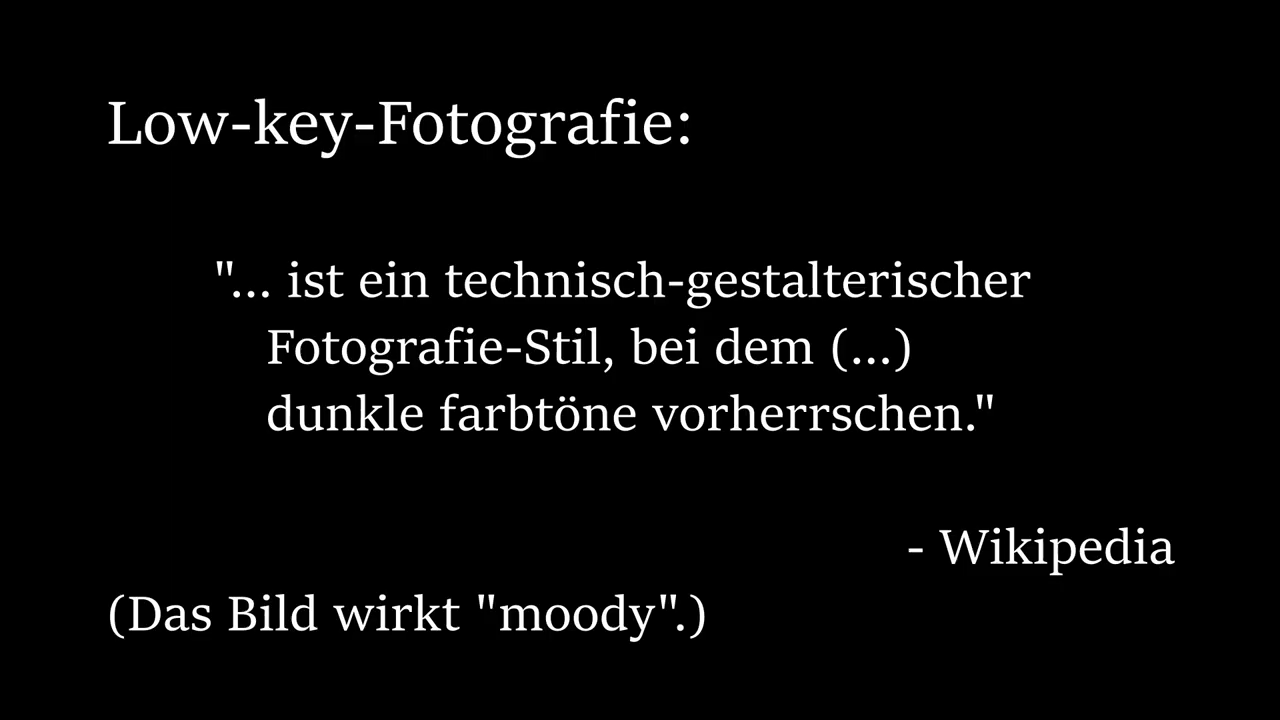 Low-key-Fotografie:
"... ist ein technisch-gestalterischer
Fotografie-Stil, bei dem (...)
dunkle farbtöne vorherrschen."
- Wikipedia
(Das Bild wirkt "moody".)